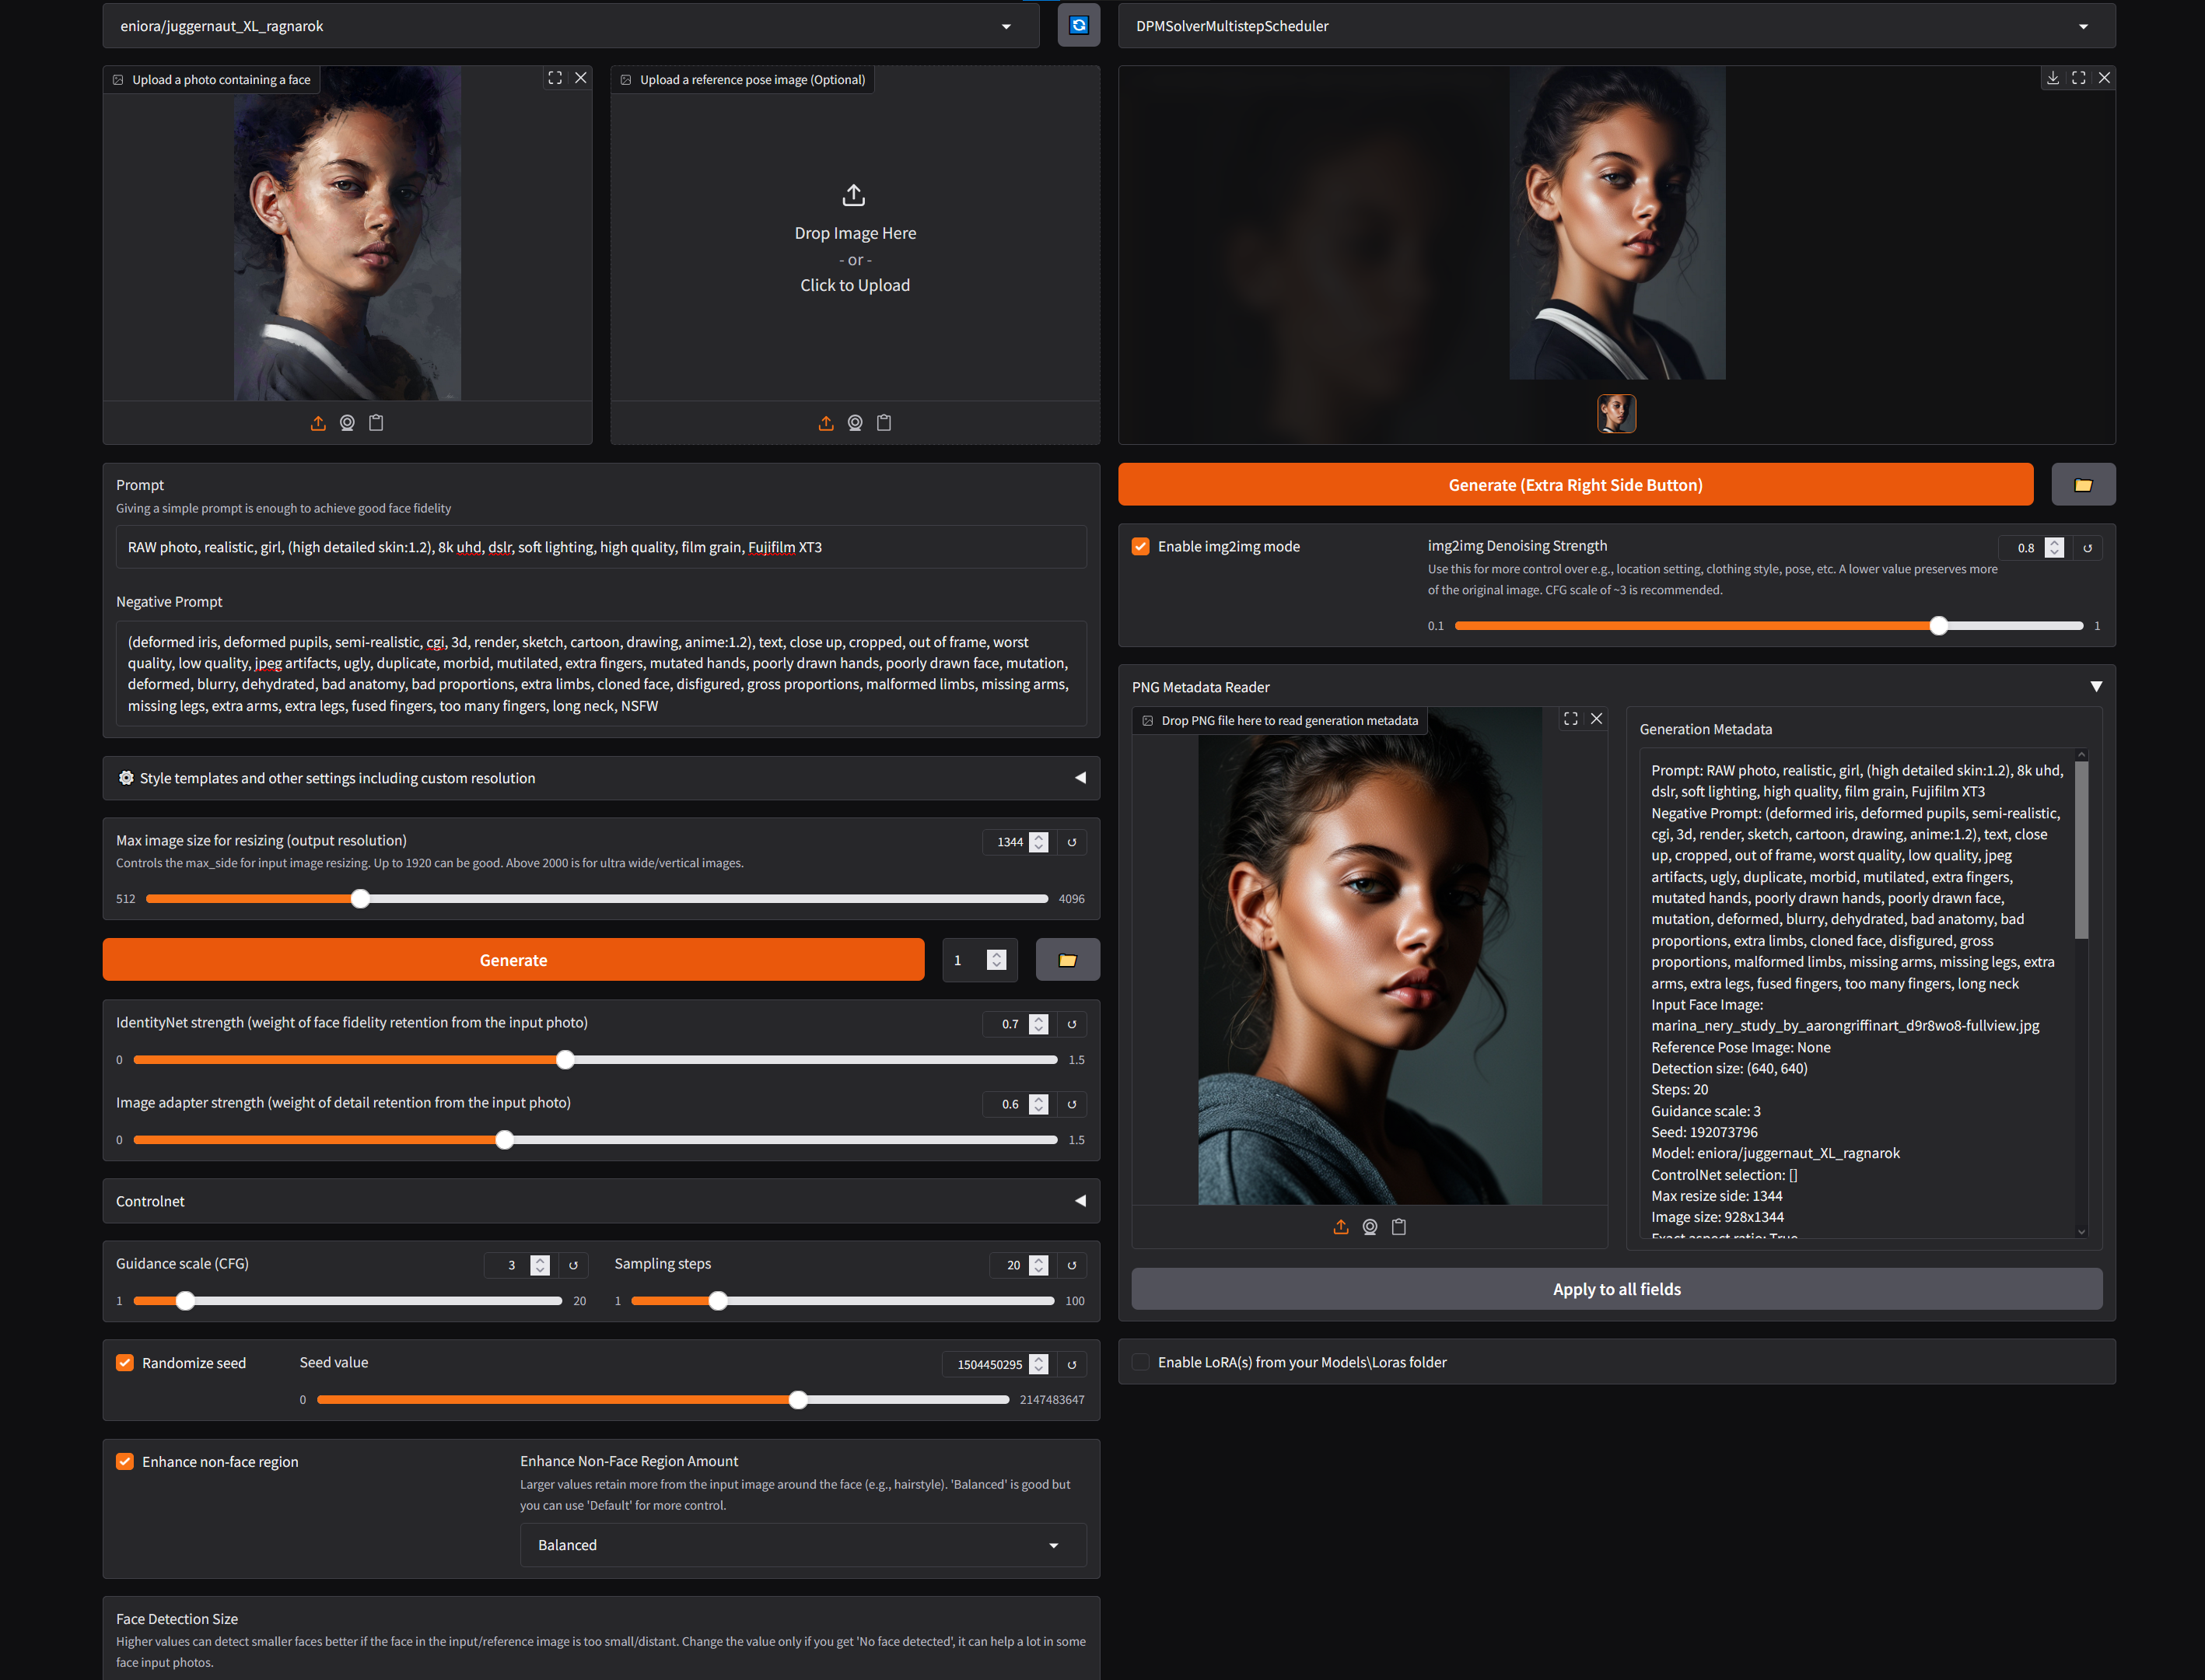 eniora/juggernaut_XL_ragnarok
DPMSolverMultistepScheduler
Upload a photo containing a face
Upload a reference pose image (Optional)
Drop Image Here
- or -
Click to Upload
Prompt
Giving a simple prompt is enough to achieve good face fidelity
RAW photo, realistic, girl, (high detailed skin:1.2), 8k uhd, dslr, soft lighting, high quality, film grain, Fujifilm XT3
Negative Prompt
(deformed iris, deformed pupils, semi-realistic, cgi, 3d, render, sketch, cartoon, drawing, anime:1.2), text, close up, cropped, out of frame, worst
quality, low quality, jpeg artifacts, ugly, duplicate, morbid, mutilated, extra fingers, mutated hands, poorly drawn hands, poorly drawn face, mutation,
deformed, blurry, dehydrated, bad anatomy, bad proportions, extra limbs, cloned face, disfigured, gross proportions, malformed limbs, missing arms,
missing legs, extra arms, extra legs, fused fingers, too many fingers, long neck, NSFW
Style templates and other settings including custom resolution
Max image size for resizing (output resolution)
1344
Controls the max_side for input image resizing. Up to 1920 can be good. Above 2000 is for ultra wide/vertical images.
512
4096
Generate
1
IdentityNet strength (weight of face fidelity retention from the input photo)
0.7
0
1.5
Image adapter strength (weight of detail retention from the input photo)
0.6
0
1.5
Controlnet
Guidance scale (CFG)
3
1
20
Sampling steps
20
1
100
Randomize seed
Seed value
1504450295
0
2147483647
Enhance non-face region
Enhance Non-Face Region Amount
Larger values retain more from the input image around the face (e.g., hairstyle). 'Balanced' is good but
you can use 'Default' for more control.
Balanced
Face Detection Size
Higher values can detect smaller faces better if the face in the input/reference image is too small/distant. Change the value only if you get 'No face detected', it can help a lot in some
face input photos.
Generate (Extra Right Side Button)
Enable img2img mode
img2img Denoising Strength
0.8
Use this for more control over e.g., location setting, clothing style, pose, etc. A lower value preserves more
of the original image. CFG scale of ~3 is recommended.
0.1
1
PNG Metadata Reader
Drop PNG file here to read generation metadata
Generation Metadata
Prompt: RAW photo, realistic, girl, (high detailed skin:1.2), 8k uhd,
dslr, soft lighting, high quality, film grain, Fujifilm XT3
Negative Prompt: (deformed iris, deformed pupils, semi-realistic,
cgi, 3d, render, sketch, cartoon, drawing, anime:1.2), text, close
up, cropped, out of frame, worst quality, low quality, jpeg
artifacts, ugly, duplicate, morbid, mutilated, extra fingers,
mutated hands, poorly drawn hands, poorly drawn face,
mutation, deformed, blurry, dehydrated, bad anatomy, bad
proportions, extra limbs, cloned face, disfigured, gross
proportions, malformed limbs, missing arms, missing legs, extra
arms, extra legs, fused fingers, too many fingers, long neck
Input Face Image:
marina_nery_study_by_aarongriffinart_d9r8wo8-fullview.jpg
Reference Pose Image: None
Detection size: (640, 640)
Steps: 20
Guidance scale: 3
Seed: 192073796
Model: eniora/juggernaut_XL_ragnarok
ControlNet selection: []
Max resize side: 1344
Image size: 928x1344
Exact aspect ratio: True
Apply to all fields
Enable LoRA(s) from your Models\Loras folder